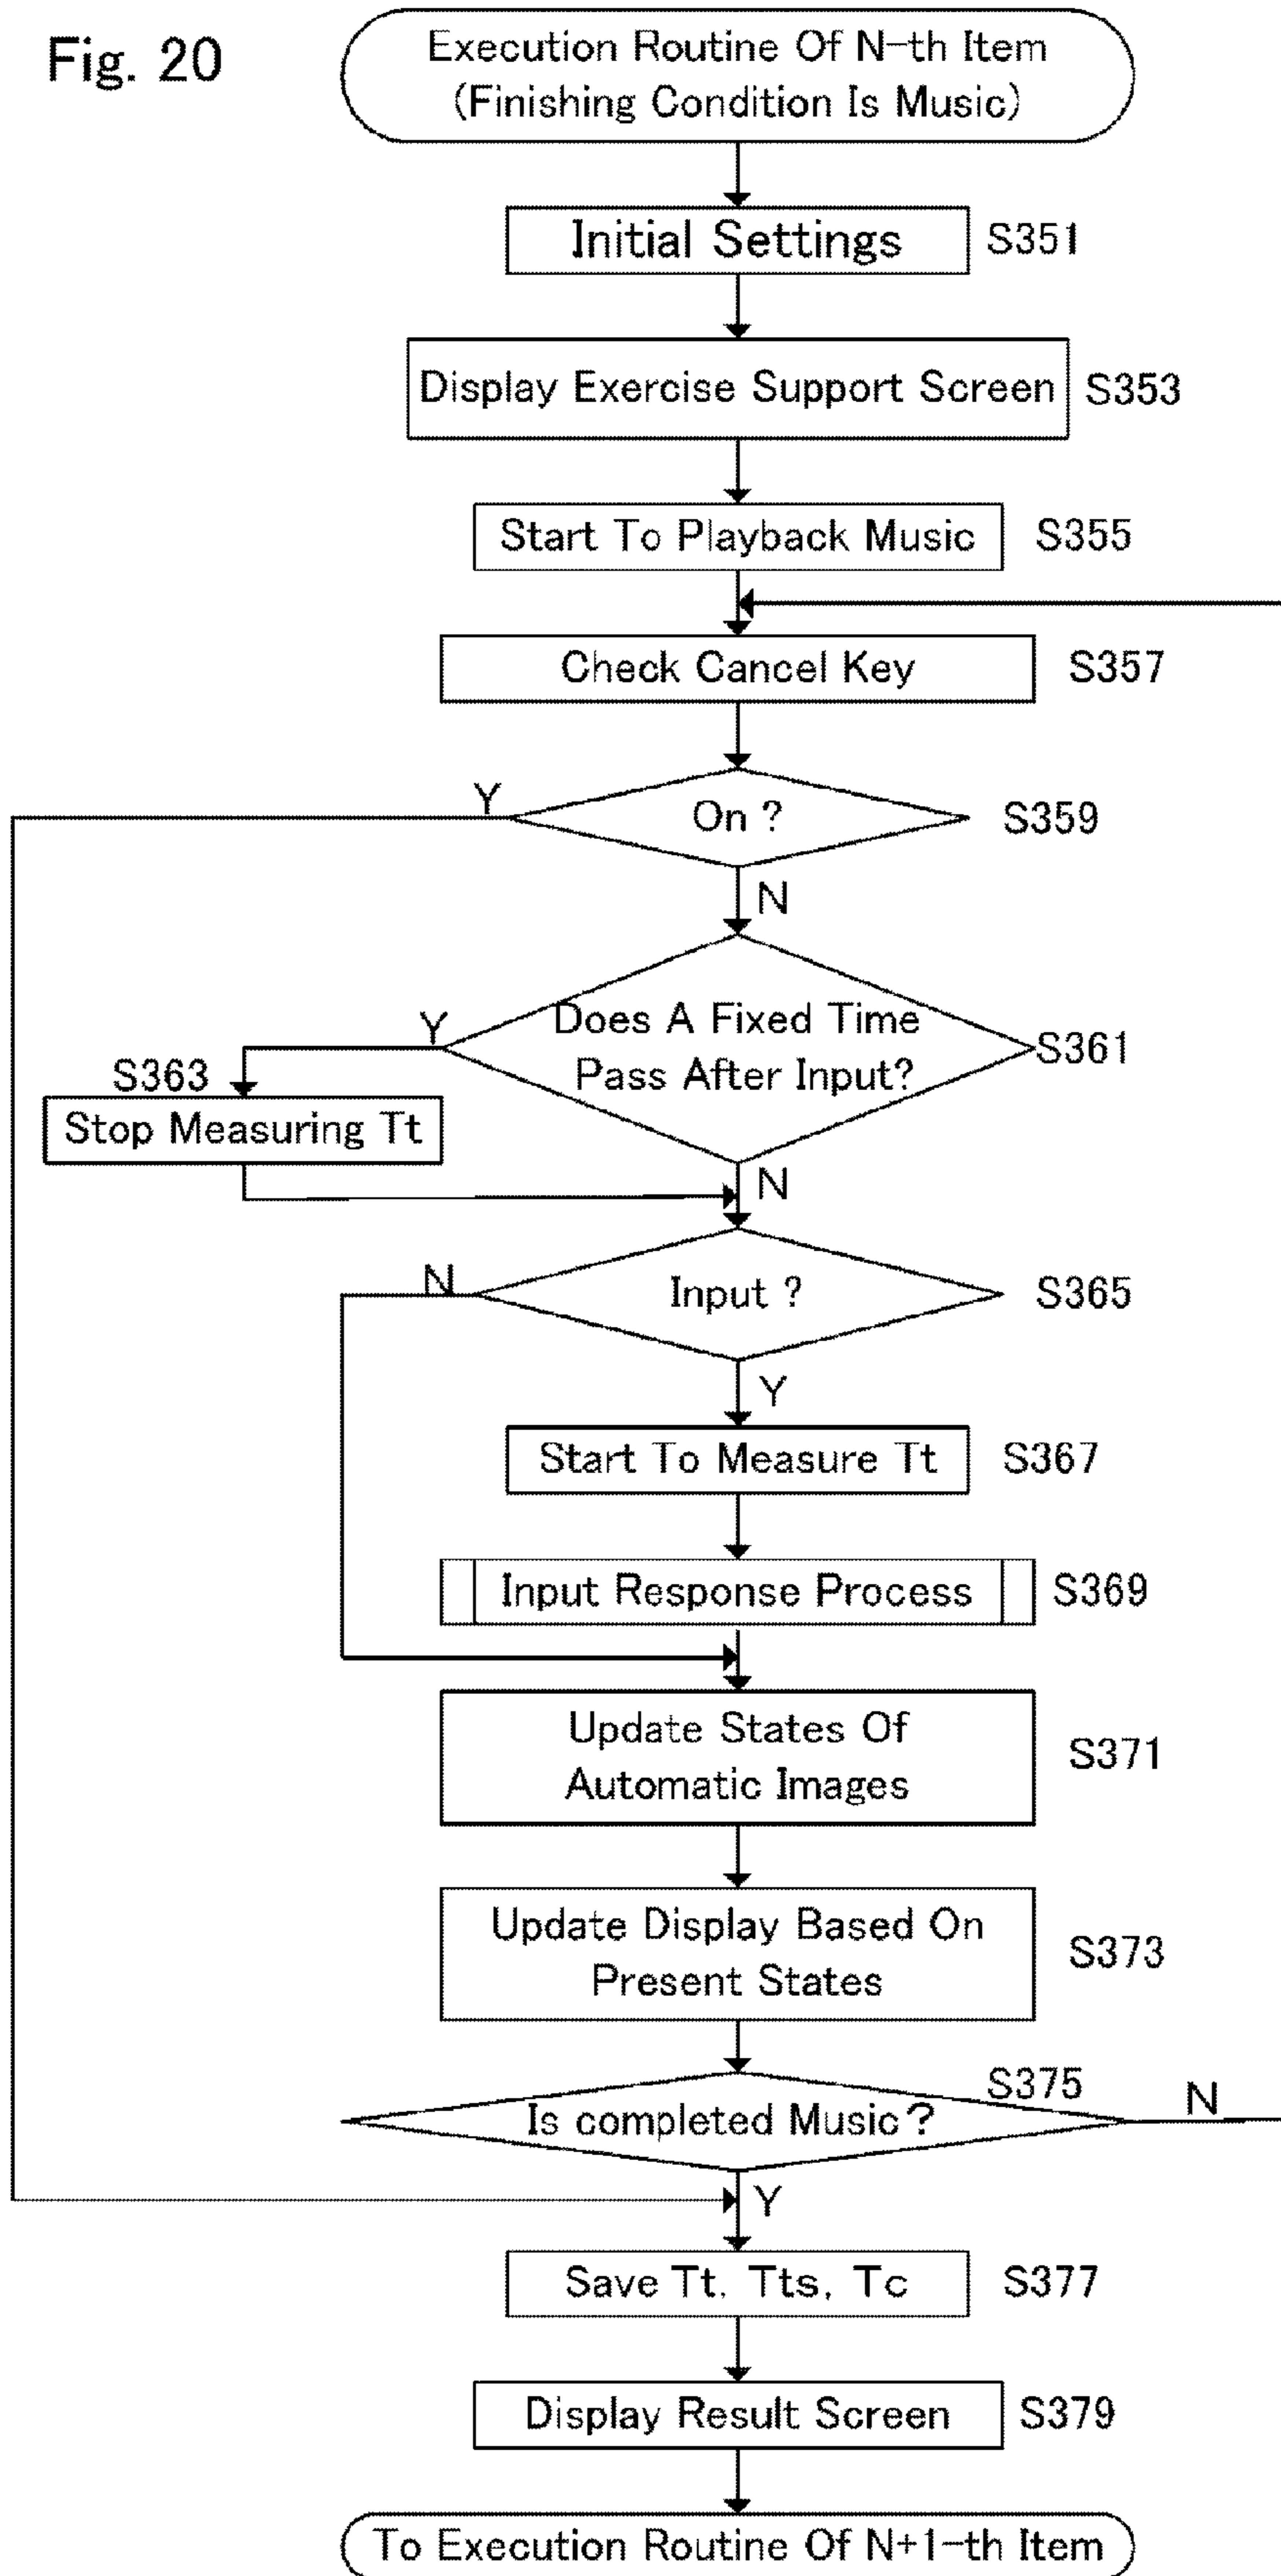 Fig. 20
Execution Routine Of N-th Item
(Finishing Condition Is Music)
Initial Settings
S351
Display Exercise Support Screen
S353
Start To Playback Music
S355
Check Cancel Key
S357
Y
On ?
S359
N
Y
Does A Fixed Time
Pass After Input?
S361
S363
Stop Measuring Tt
N
N
Input ?
S365
Y
Start To Measure Tt
S367
Input Response Process
S369
Update States Of
Automatic Images
S371
Update Display Based On
Present States
S373
S375
Is completed Music?
N
Y
Save Tt, Tts, Tc
S377
Display Result Screen
S379
To Execution Routine Of N+1-th Item